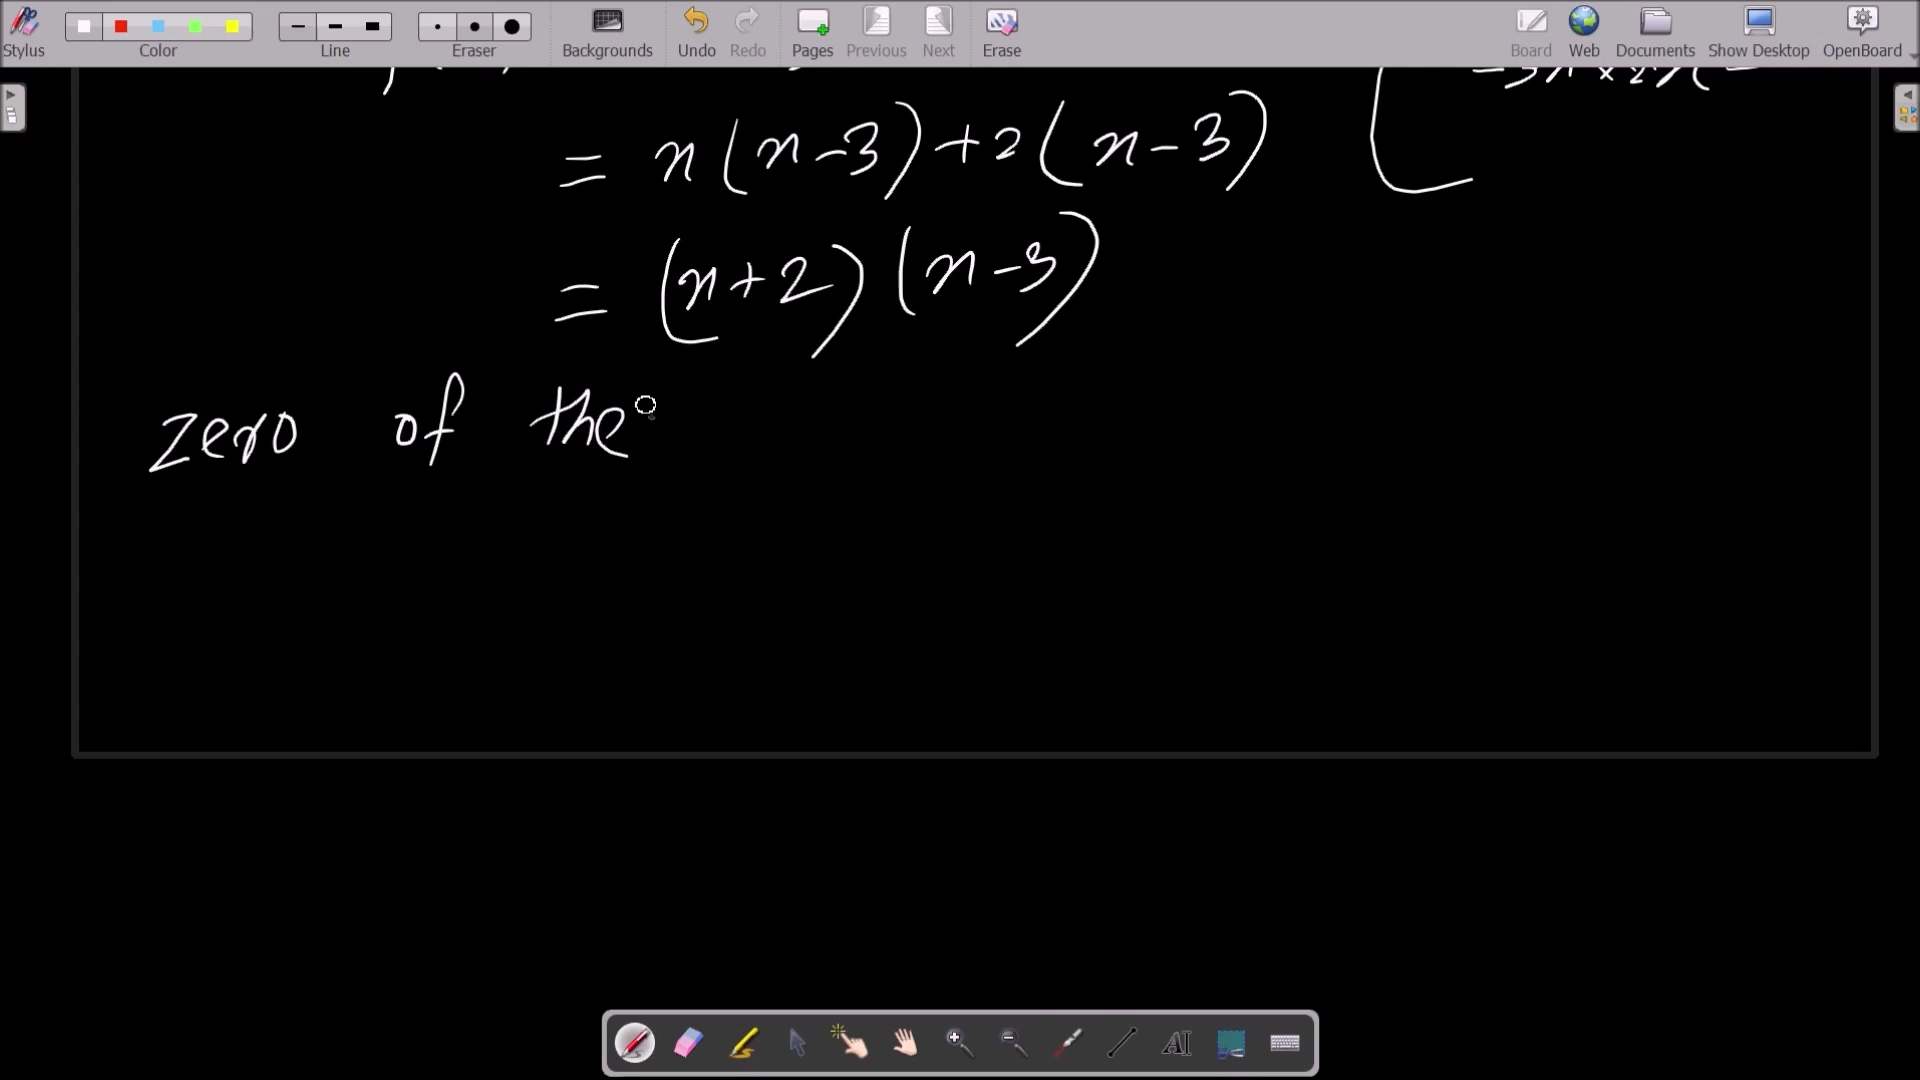 Stylus Color Line Eraser Backgrounds Undo Redo Pages Previous Next Erase Board Web Documents Show Desktop OpenBoard
= x(x-3)+2(x-3)
= (x+2)(x-3)
zero of the